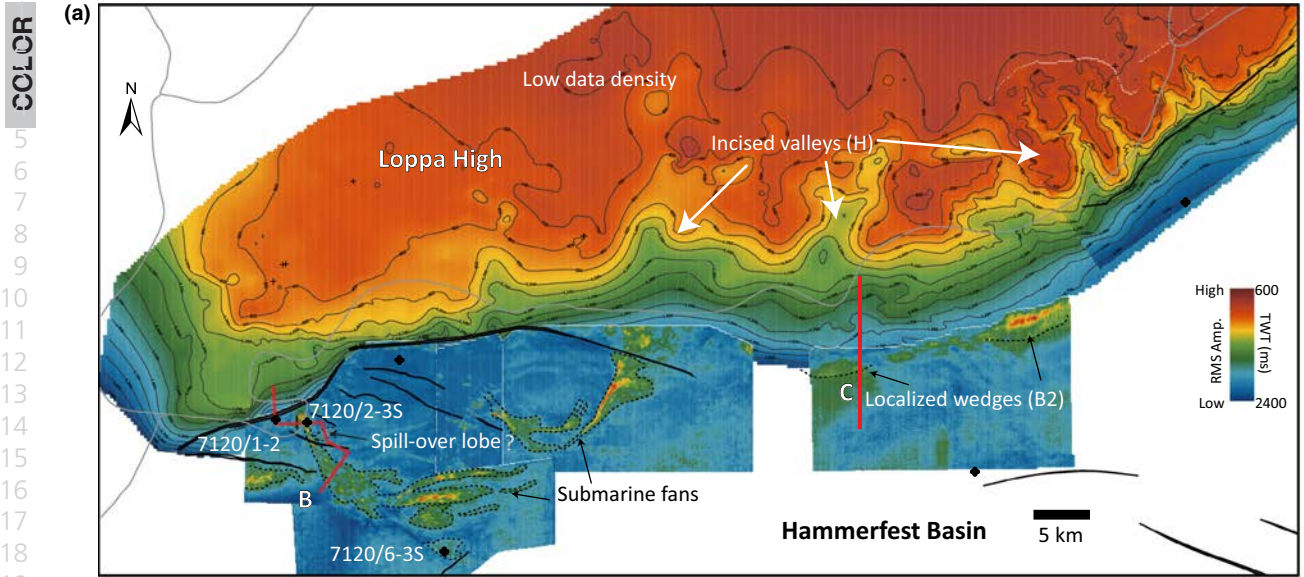 COLOR
(a)
N
Low data density
Incised valleys (H)
Loppa High
5
6
7
8
9
10
11
12
13
14
15
16
17
18
High
600
RMS Amp.
TWT (ms)
Low
2400
7120/2-3S
7120/1-2
Spill-over lobe ?
C
Localized wedges (B2)
B
Submarine fans
Hammerfest Basin
5 km
7120/6-3S